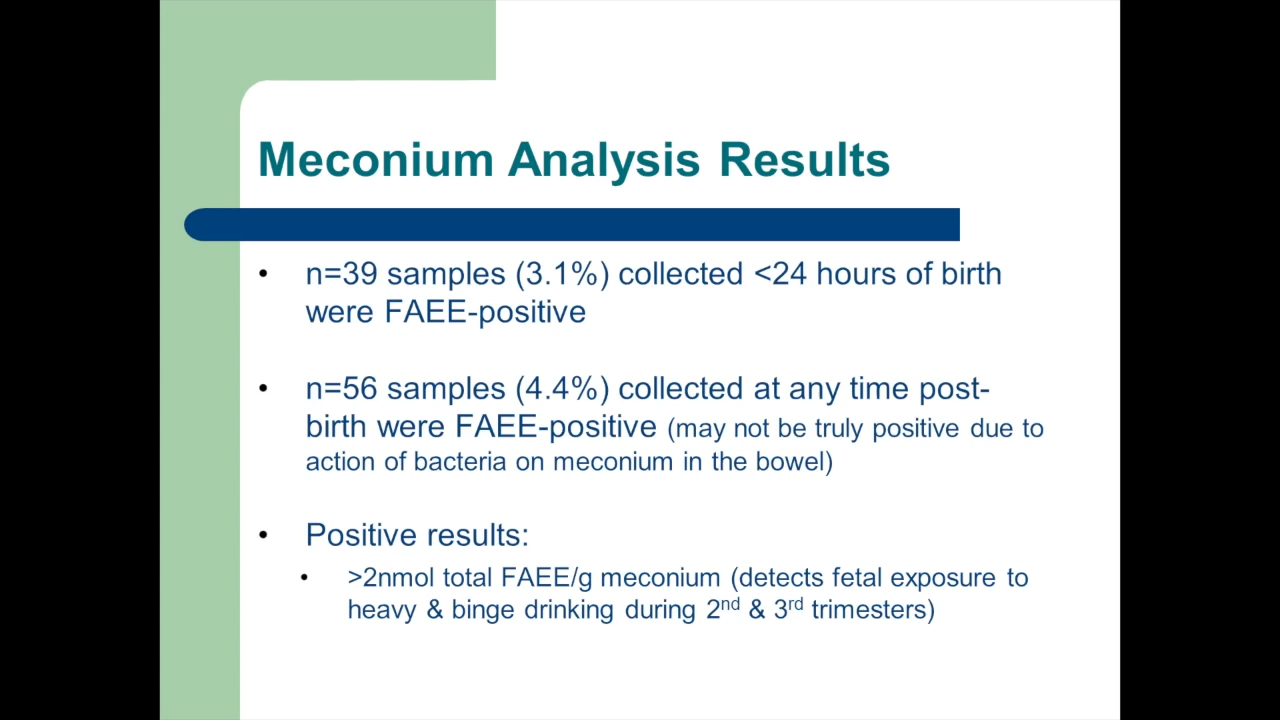 Meconium Analysis Results
• n=39 samples (3.1%) collected <24 hours of birth
were FAEE-positive
• n=56 samples (4.4%) collected at any time post-
birth were FAEE-positive (may not be truly positive due to
action of bacteria on meconium in the bowel)
• Positive results:
• >2nmol total FAEE/g meconium (detects fetal exposure to
heavy & binge drinking during 2nd & 3rd trimesters)